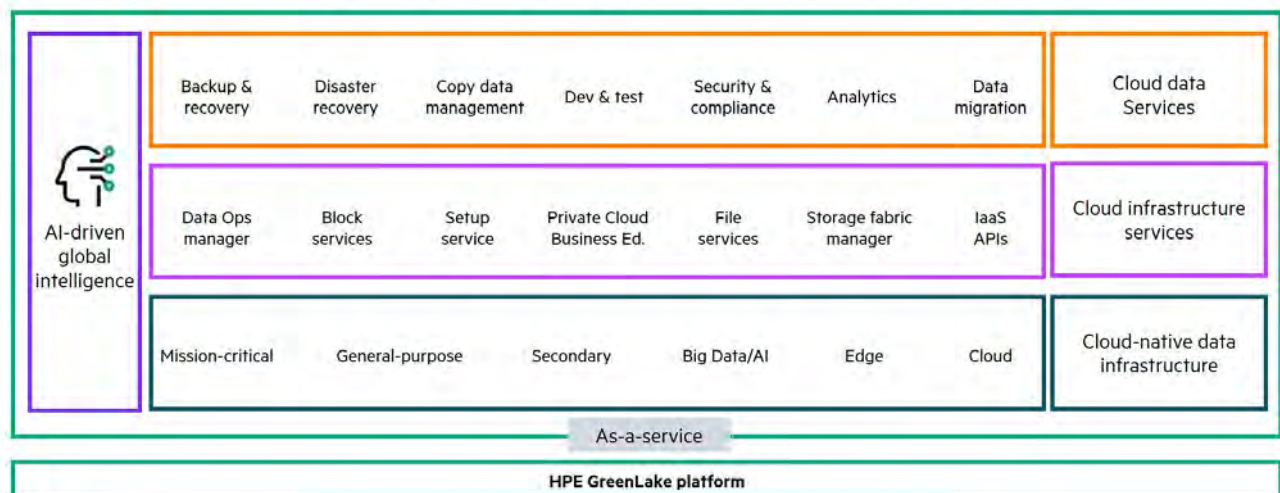 AI-driven
global
intelligence
Backup &
recovery
Disaster
recovery
Copy data
management
Dev & test
Security &
compliance
Analytics
Data
migration
Cloud data
Services
Data Ops
manager
Block
services
Setup
service
Private Cloud
Business Ed.
File
services
Storage fabric
manager
IaaS
APIs
Cloud infrastructure
services
Mission-critical
General-purpose
Secondary
Big Data/AI
Edge
Cloud
Cloud-native data
infrastructure
As-a-service
HPE GreenLake platform